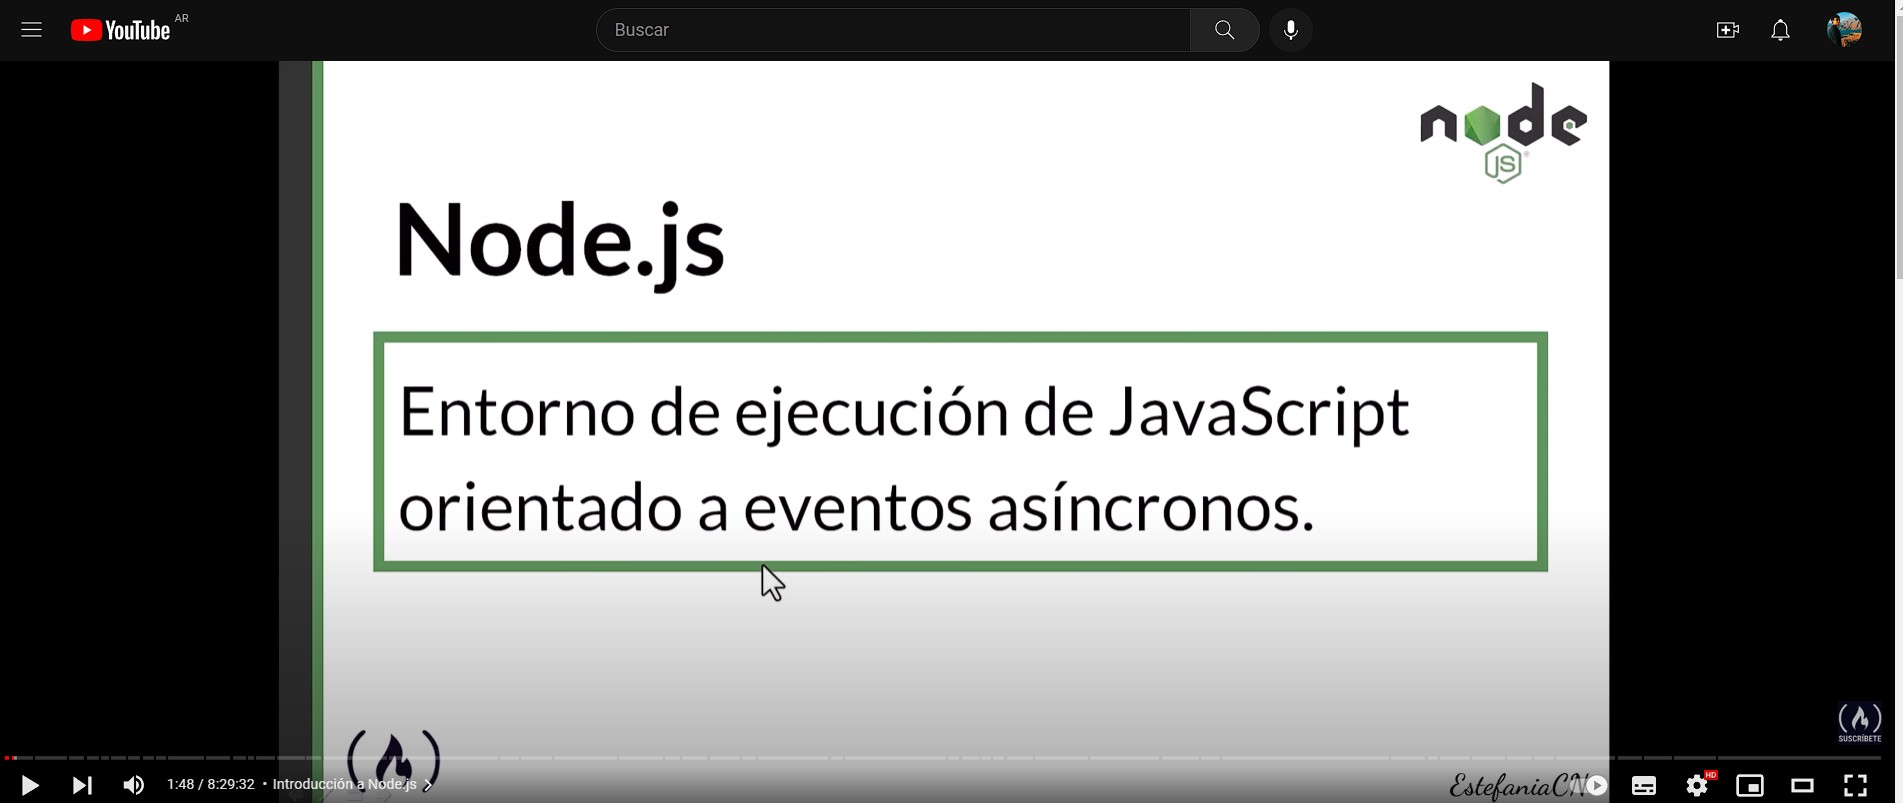 YouTube AR
Buscar
node
JS
Node.js
Entorno de ejecución de JavaScript
orientado a eventos asíncronos.
SUSCRÍBETE
1:48 / 8:29:32 • Introducción a Node.js
EstefaniaCN
HD